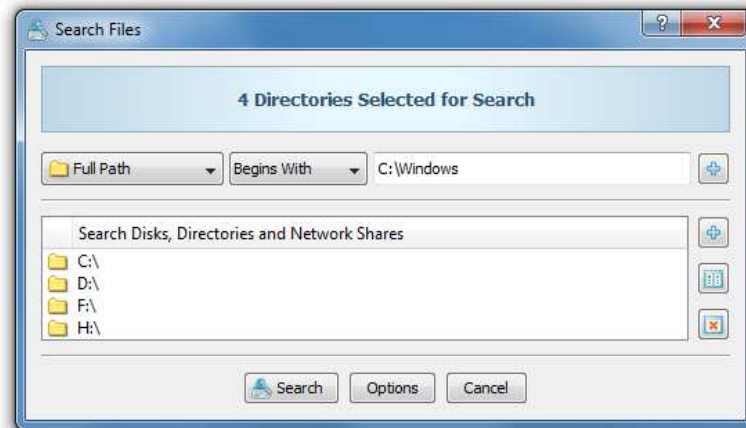 Search Files
4 Directories Selected for Search
Full Path Begins With C:\Windows
Search Disks, Directories and Network Shares
C:\
D:\
F:\
H:\
Search Options Cancel